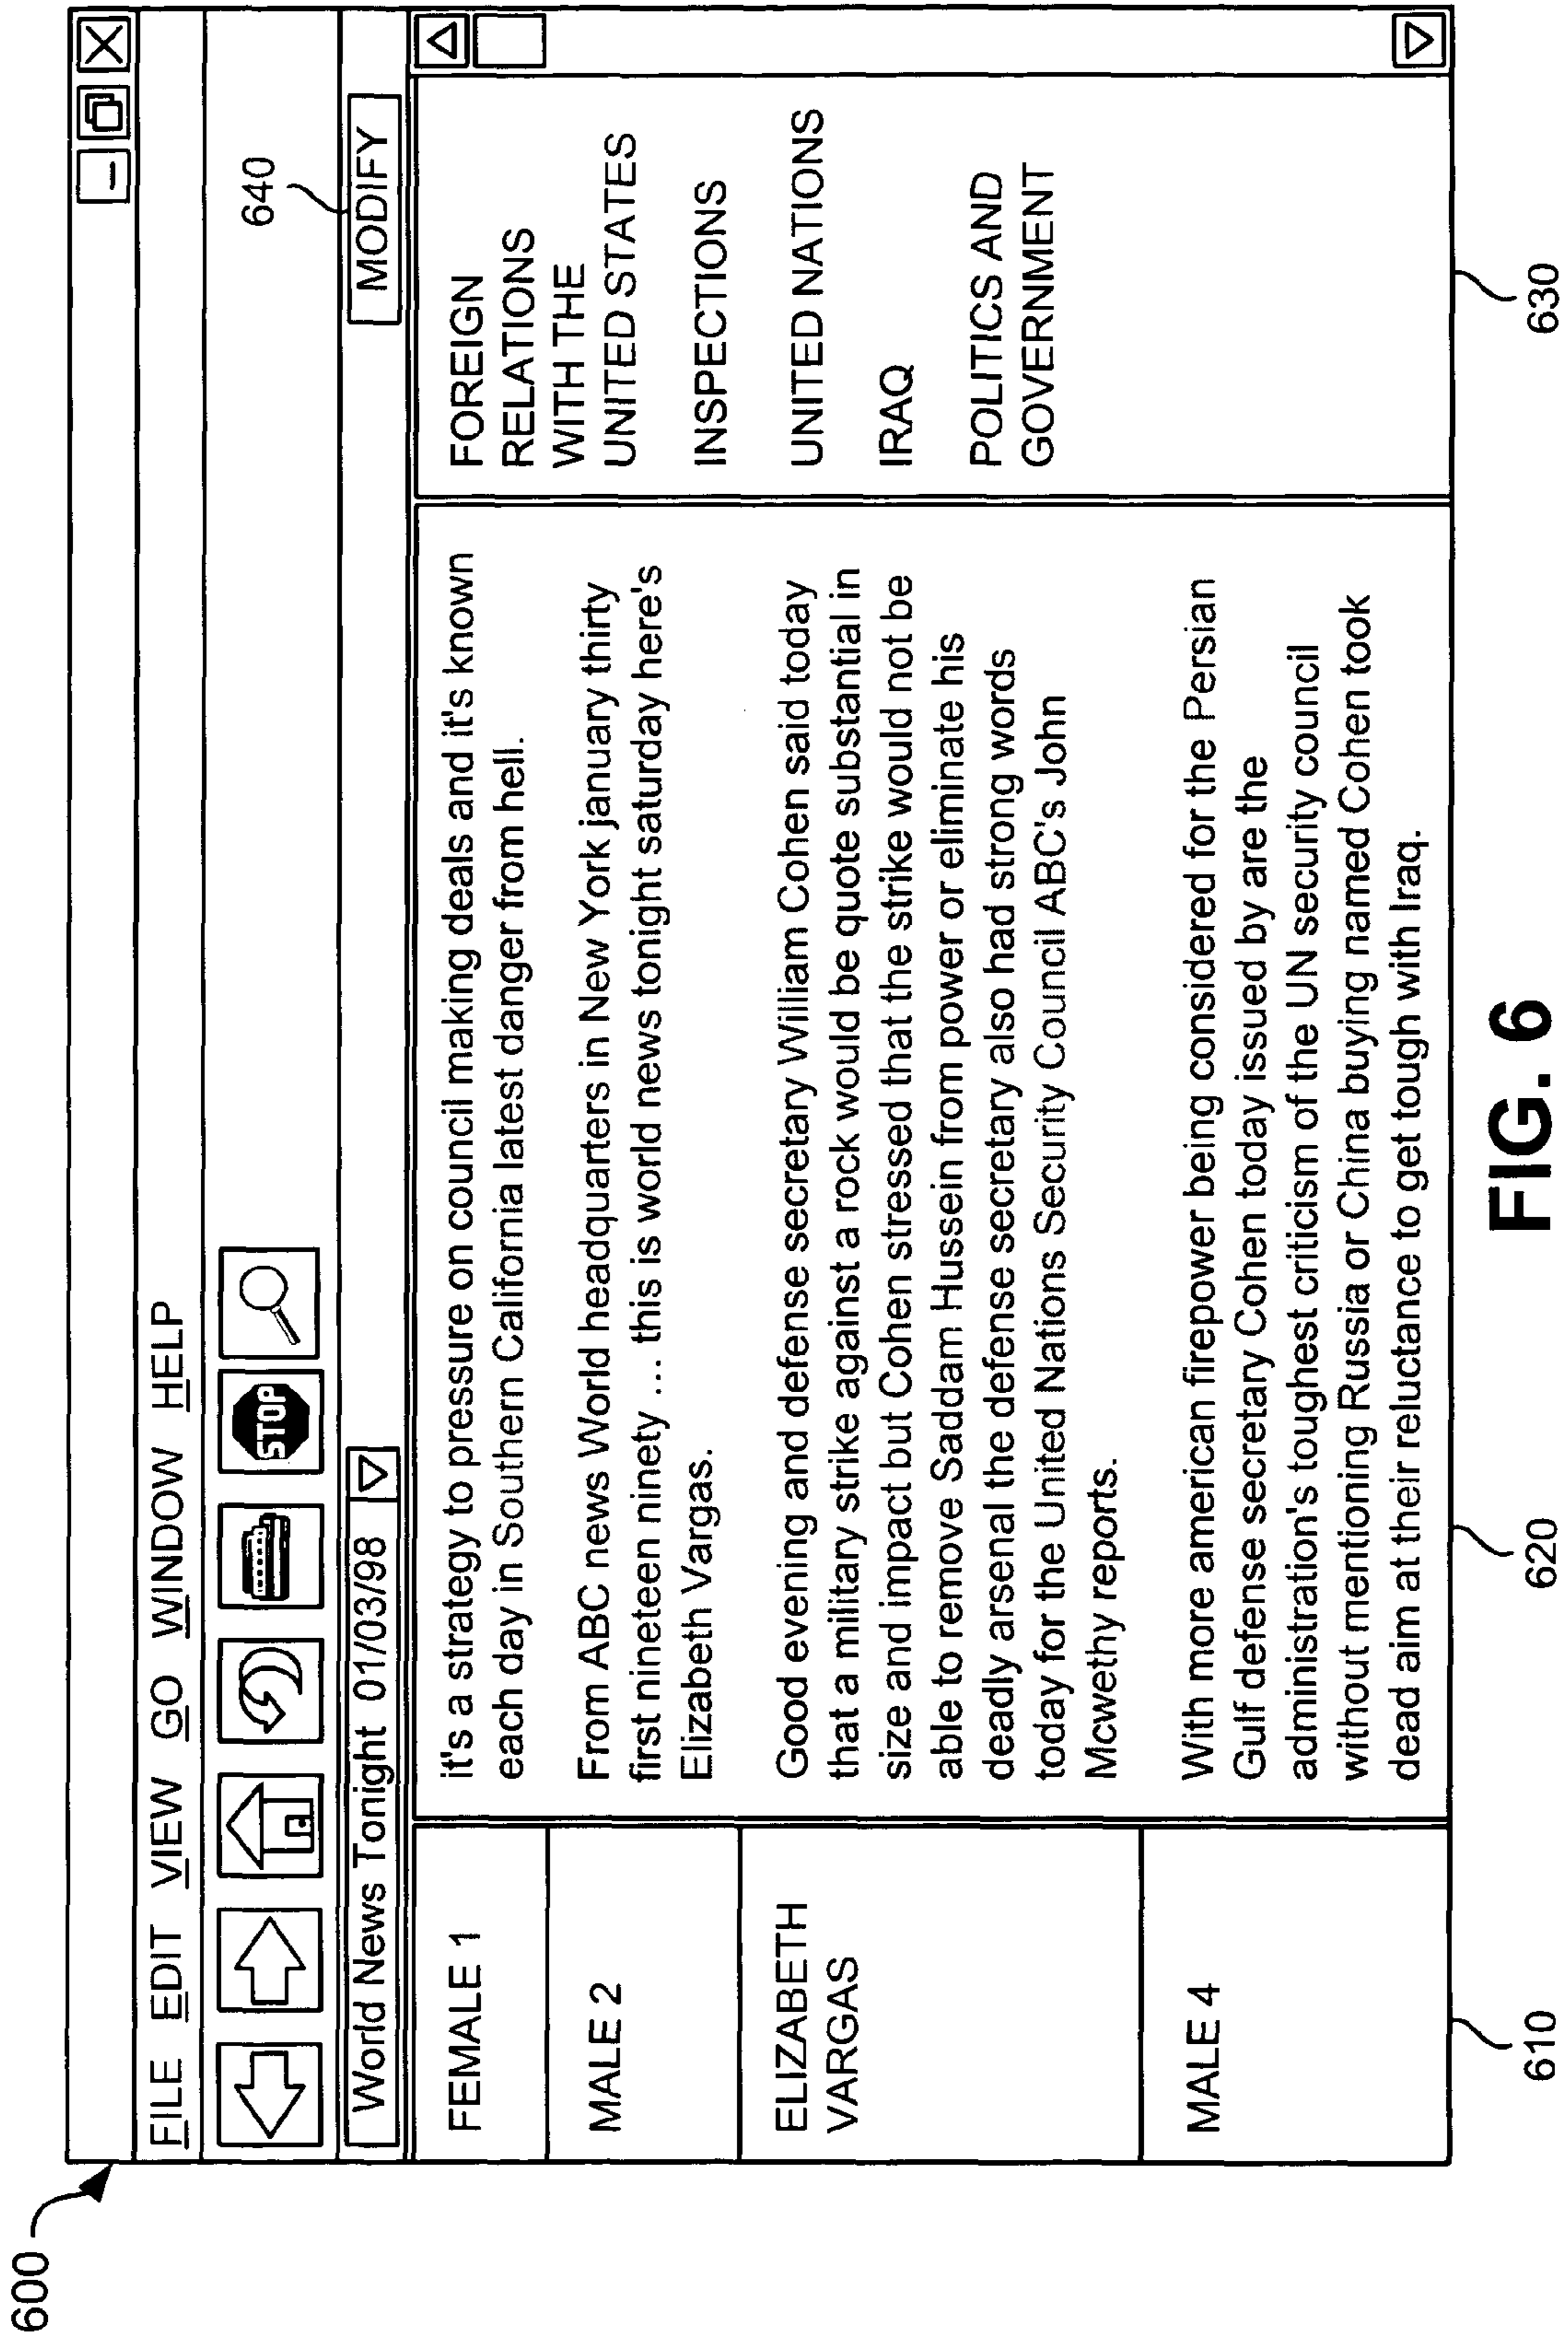 600
FILE EDIT VIEW GO WINDOW HELP
STOP
640
World News Tonight 01/03/98
MODIFY
FEMALE 1
it's a strategy to pressure on council making deals and it's known
each day in Southern California latest danger from hell.
MALE 2
From ABC news World headquarters in New York january thirty
first nineteen ninety ... this is world news tonight saturday here's
Elizabeth Vargas.
ELIZABETH
VARGAS
Good evening and defense secretary William Cohen said today
that a military strike against a rock would be quote substantial in
size and impact but Cohen stressed that the strike would not be
able to remove Saddam Hussein from power or eliminate his
deadly arsenal the defense secretary also had strong words
today for the United Nations Security Council ABC's John
Mcwethy reports.
MALE 4
With more american firepower being considered for the Persian
Gulf defense secretary Cohen today issued by are the
administration's toughest criticism of the UN security council
without mentioning Russia or China buying named Cohen took
dead aim at their reluctance to get tough with Iraq.
FOREIGN
RELATIONS
WITH THE
UNITED STATES
INSPECTIONS
UNITED NATIONS
IRAQ
POLITICS AND
GOVERNMENT
610
620
630
FIG. 6